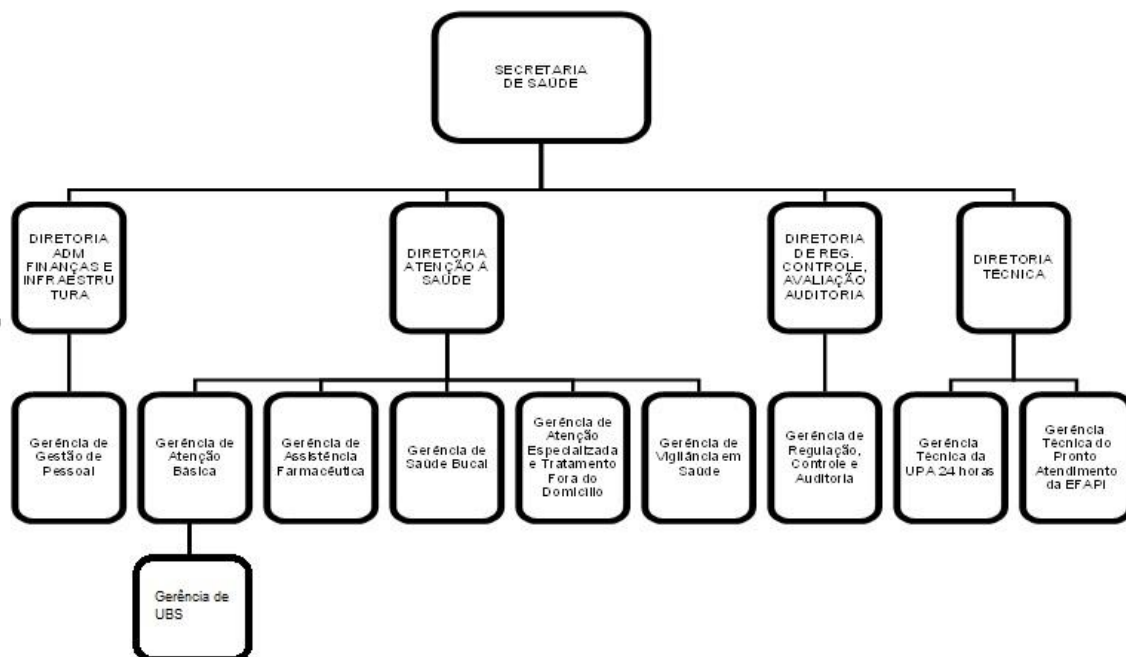 SECRETARIA
DE SAÚDE
DIRETORIA
ADM
FINANÇAS E
INFRAESTRU
TURA
DIRETORIA
ATENÇÃO A
SAÚDE
DIRETORIA
DE REG.
CONTROLE,
AVALIAÇÃO
AUDITORIA
DIRETORIA
TÉCNICA
Gerência de
Gestão de
Pessoal
Gerência de
Atenção
Básica
Gerência de
Assistência
Farmacêutica
Gerência de
Saúde Bucal
Gerência de
Atenção
Especializada
e Tratamento
Fora do
Domicílio
Gerência de
Vigilância em
Saúde
Gerência de
Regulação,
Controle e
Auditoria
Gerência
Técnica da
UPA 24 horas
Gerência
Técnica do
Pronto
Atendimento
da EFAPI
Gerência de
UBS